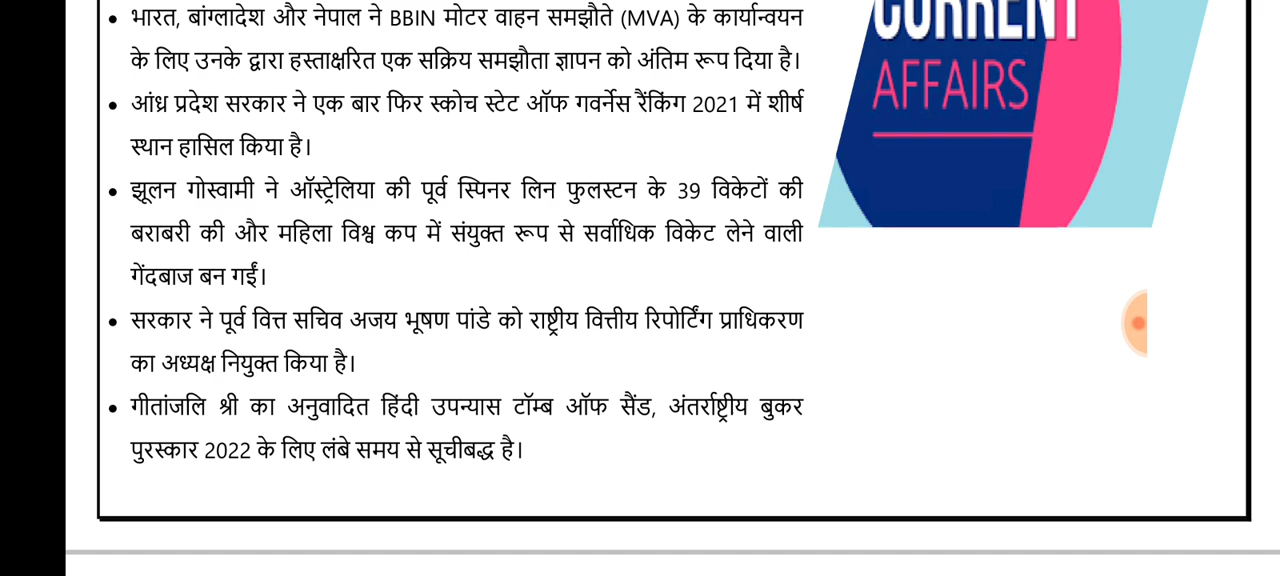 • भारत, बांग्लादेश और नेपाल ने BBIN मोटर वाहन समझौते (MVA) के कार्यान्वयन
के लिए उनके द्वारा हस्ताक्षरित एक सक्रिय समझौता ज्ञापन को अंतिम रूप दिया है।
• आंध्र प्रदेश सरकार ने एक बार फिर स्कोच स्टेट ऑफ गवर्नेस रैंकिंग 2021 में शीर्ष
स्थान हासिल किया है।
• झूलन गोस्वामी ने ऑस्ट्रेलिया की पूर्व स्पिनर लिन फुलस्टन के 39 विकेटों की
बराबरी की और महिला विश्व कप में संयुक्त रूप से सर्वाधिक विकेट लेने वाली
गेंदबाज बन गईं।
• सरकार ने पूर्व वित्त सचिव अजय भूषण पांडे को राष्ट्रीय वित्तीय रिपोर्टिंग प्राधिकरण
का अध्यक्ष नियुक्त किया है।
• गीतांजलि श्री का अनुवादित हिंदी उपन्यास टॉम्ब ऑफ सैंड, अंतर्राष्ट्रीय बुकर
पुरस्कार 2022 के लिए लंबे समय से सूचीबद्ध है।
CURRENT
AFFAIRS